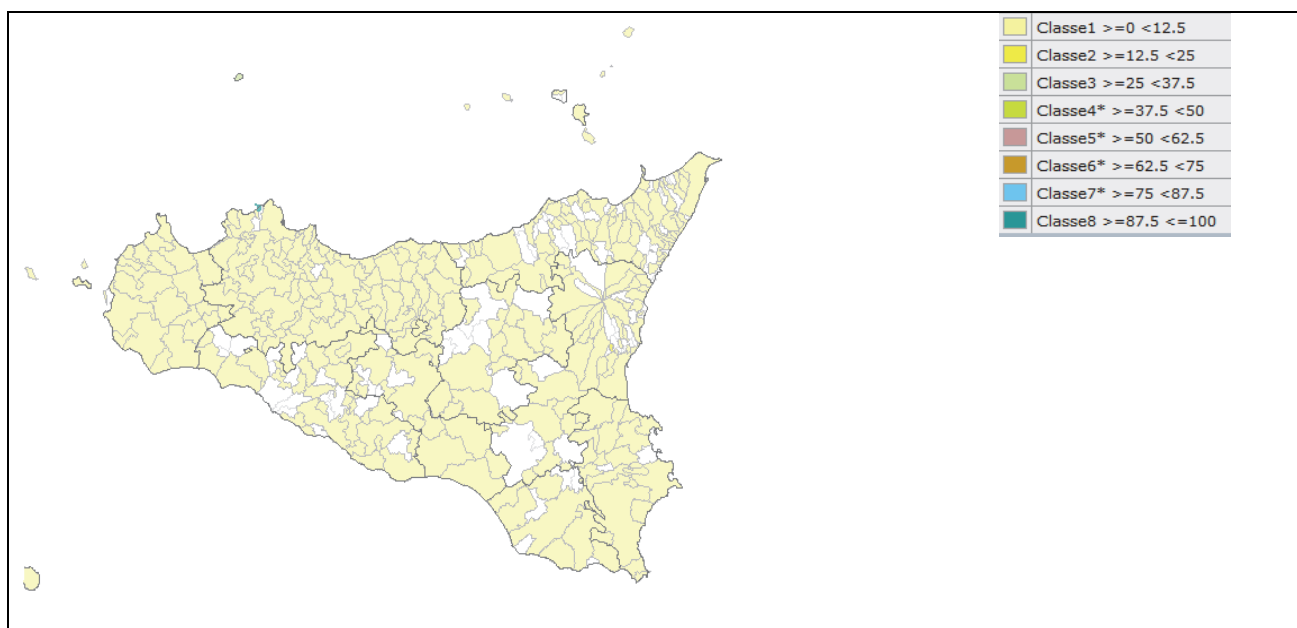 Classe1 >=0 <12.5
Classe2 >=12.5 <25
Classe3 >=25 <37.5
Classe4* >=37.5 <50
Classe5* >=50 <62.5
Classe6* >=62.5 <75
Classe7* >=75 <87.5
Classe8 >=87.5 <=100